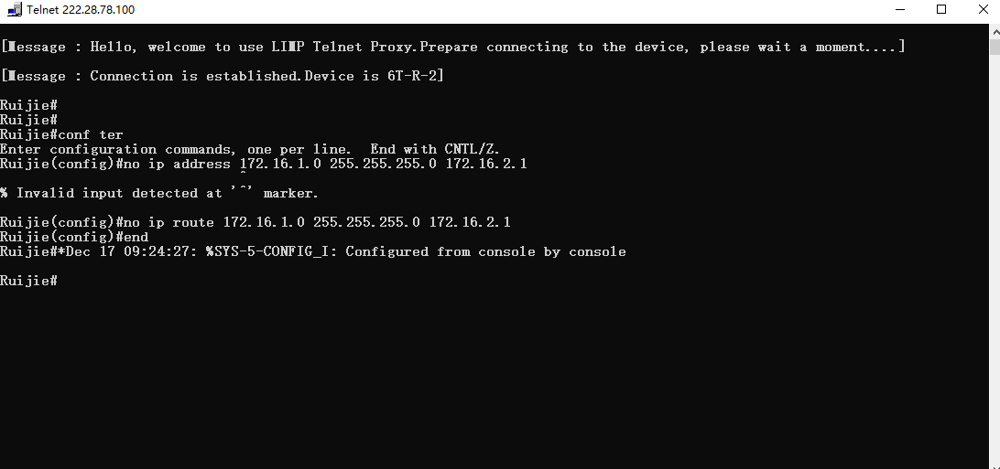 Telnet 222.28.78.100
[Message : Hello, welcome to use LIMP Telnet Proxy.Prepare connecting to the device, please wait a moment....]
[Message : Connection is established.Device is 6T-R-2]
Ruijie#
Ruijie#
Ruijie#conf ter
Enter configuration commands, one per line.  End with CNTL/Z.
Ruijie(config)#no ip address 172.16.1.0 255.255.255.0 172.16.2.1
^
% Invalid input detected at '^' marker.
Ruijie(config)#no ip route 172.16.1.0 255.255.255.0 172.16.2.1
Ruijie(config)#end
Ruijie#*Dec 17 09:24:27: %SYS-5-CONFIG_I: Configured from console by console
Ruijie#